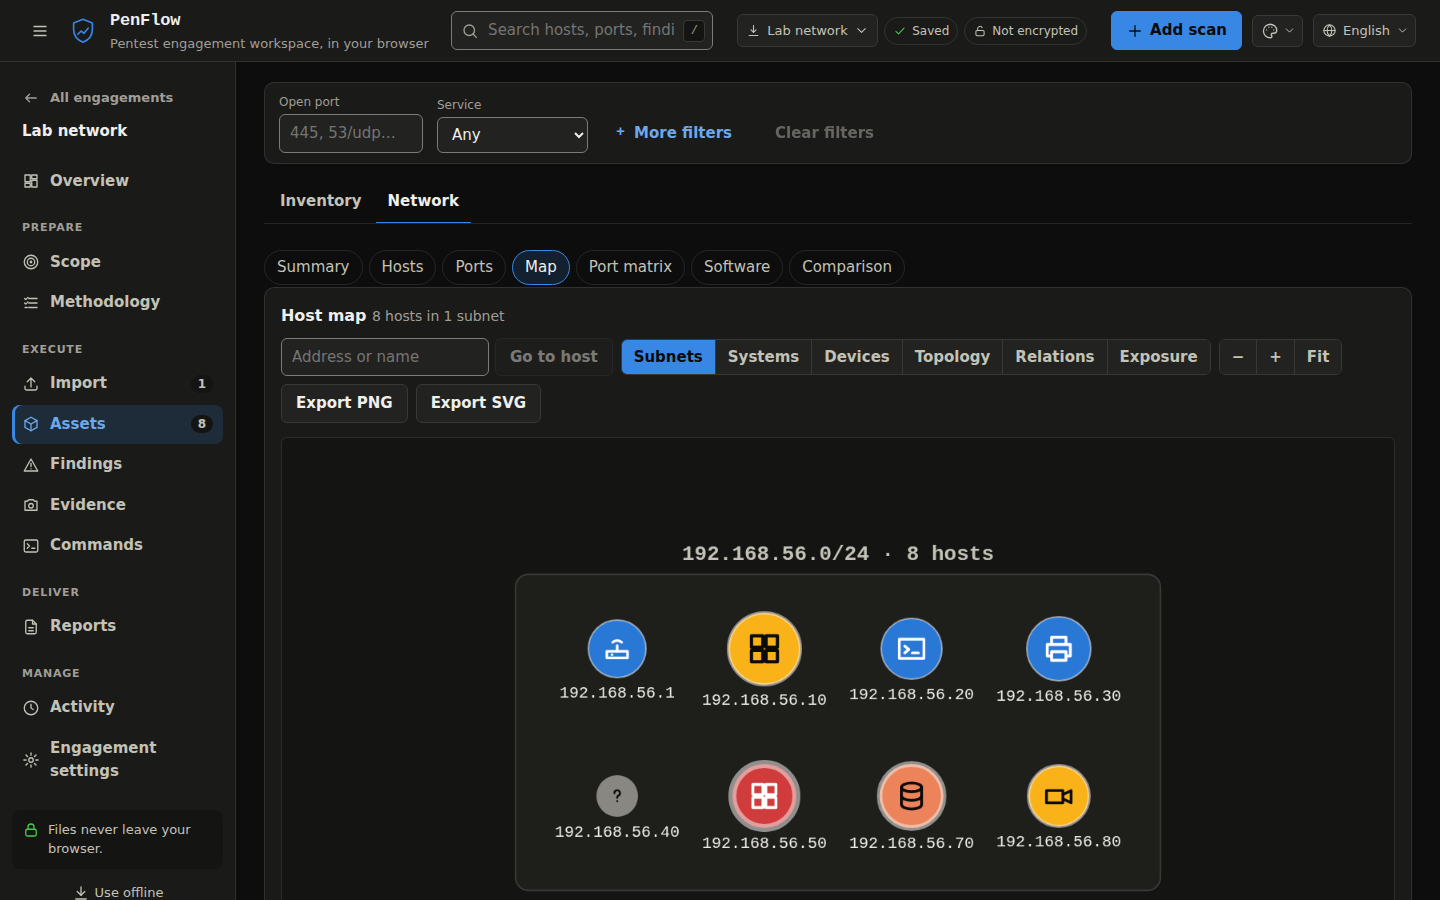 PenFlow
Pentest engagement workspace, in your browser
Search hosts, ports, findi
/
Lab network
Saved
Not encrypted
Add scan
English
All engagements
Lab network
Overview
PREPARE
Scope
Methodology
EXECUTE
Import 1
Assets 8
Findings
Evidence
Commands
DELIVER
Reports
MANAGE
Activity
Engagement
settings
Files never leave your
browser.
Use offline
Open port
445, 53/udp…
Service
Any
+ More filters
Clear filters
Inventory
Network
Summary
Hosts
Ports
Map
Port matrix
Software
Comparison
Host map 8 hosts in 1 subnet
Address or name
Go to host
Subnets
Systems
Devices
Topology
Relations
Exposure
−
+
Fit
Export PNG
Export SVG
192.168.56.0/24 · 8 hosts
192.168.56.1
192.168.56.10
192.168.56.20
192.168.56.30
?
192.168.56.40
192.168.56.50
192.168.56.70
192.168.56.80